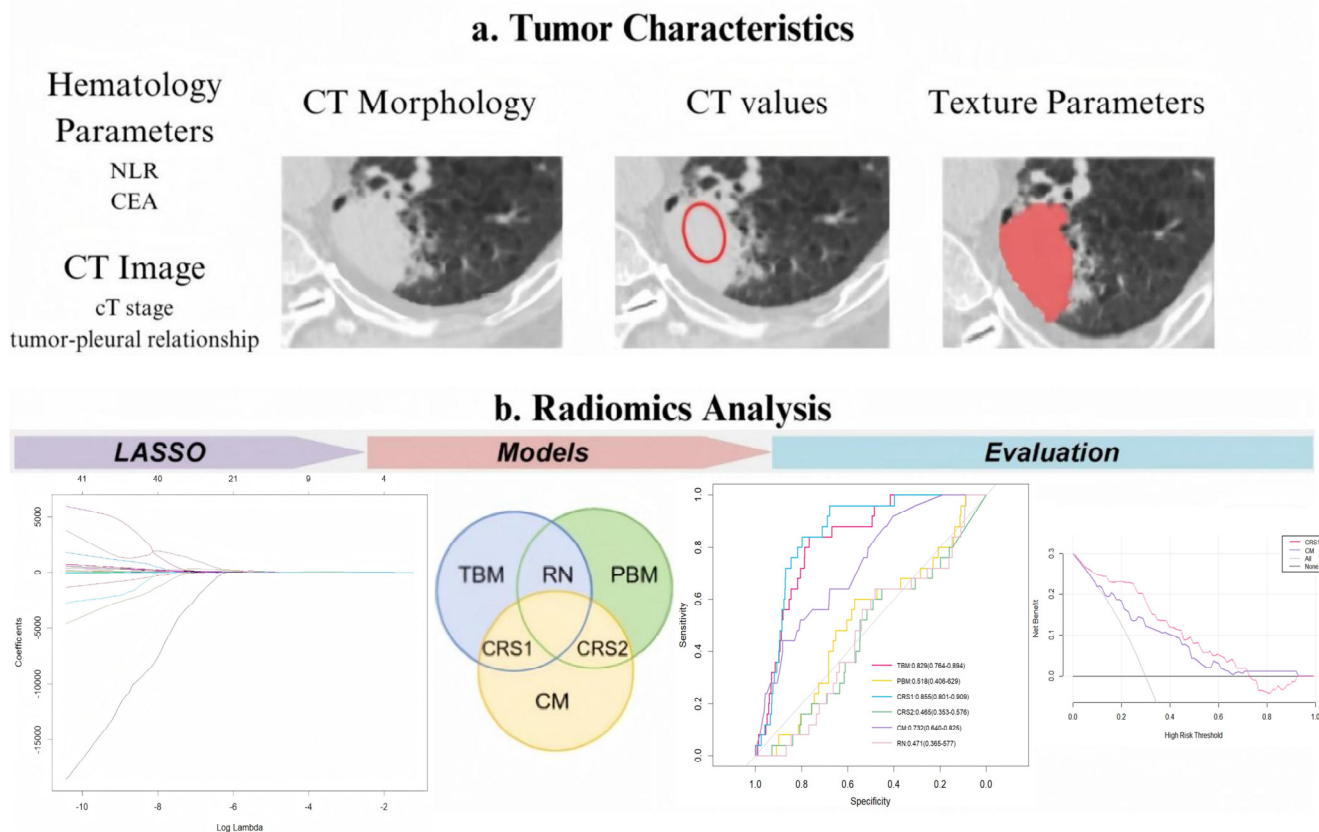 a. Tumor Characteristics
Hematology
Parameters
NLR
CEA
CT Image
cT stage
tumor-pleural relationship
CT Morphology
CT values
Texture Parameters
b. Radiomics Analysis
LASSO
Models
Evaluation
41 40 21 9 4
5000
0
-5000
-10000
-15000
Coefficents
-10 -8 -6 -4 -2
Log Lambda
TBM
RN
PBM
CRS1
CRS2
CM
1.0
0.8
0.6
0.4
0.2
0.0
Sensitivity
TBM:0.829(0.764-0.894)
PBM:0.518(0.406-629)
CRS1:0.855(0.801-0.909)
CRS2:0.465(0.353-0.576)
CM:0.732(0.640-0.825)
RN:0.471(0.365-577)
1.0 0.8 0.6 0.4 0.2 0.0
Specificity
CRS1
CM
All
None
0.3
0.2
0.1
0.0
Net Benefit
0.0 0.2 0.4 0.6 0.8 1.0
High Risk Threshold